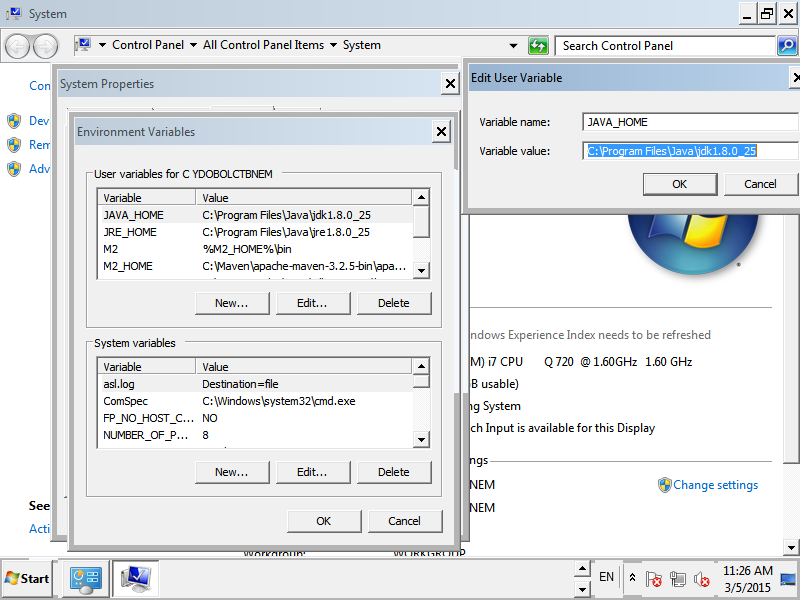 System
Control Panel
All Control Panel Items
System
Search Control Panel
Con
Dev
Rem
Adv
See
Acti
System Properties
Environment Variables
User variables for C YDOBOLCTBNEM
Variable Value
JAVA_HOME C:\Program Files\Java\jdk1.8.0_25
JRE_HOME C:\Program Files\Java\jre1.8.0_25
M2 %M2_HOME%\bin
M2_HOME C:\Maven\apache-maven-3.2.5-bin\apa...
New... Edit... Delete
System variables
Variable Value
asl.log Destination=file
ComSpec C:\Windows\system32\cmd.exe
FP_NO_HOST_C... NO
NUMBER_OF_P... 8
New... Edit... Delete
OK Cancel
Edit User Variable
Variable name: JAVA_HOME
Variable value: C:\Program Files\Java\jdk1.8.0_25
OK Cancel
ndows Experience Index needs to be refreshed
M) i7 CPU Q 720 @ 1.60GHz 1.60 GHz
B usable)
ng System
ch Input is available for this Display
ngs
NEM
Change settings
NEM
Workgroup: WORKGROUP
Start
EN
11:26 AM
3/5/2015